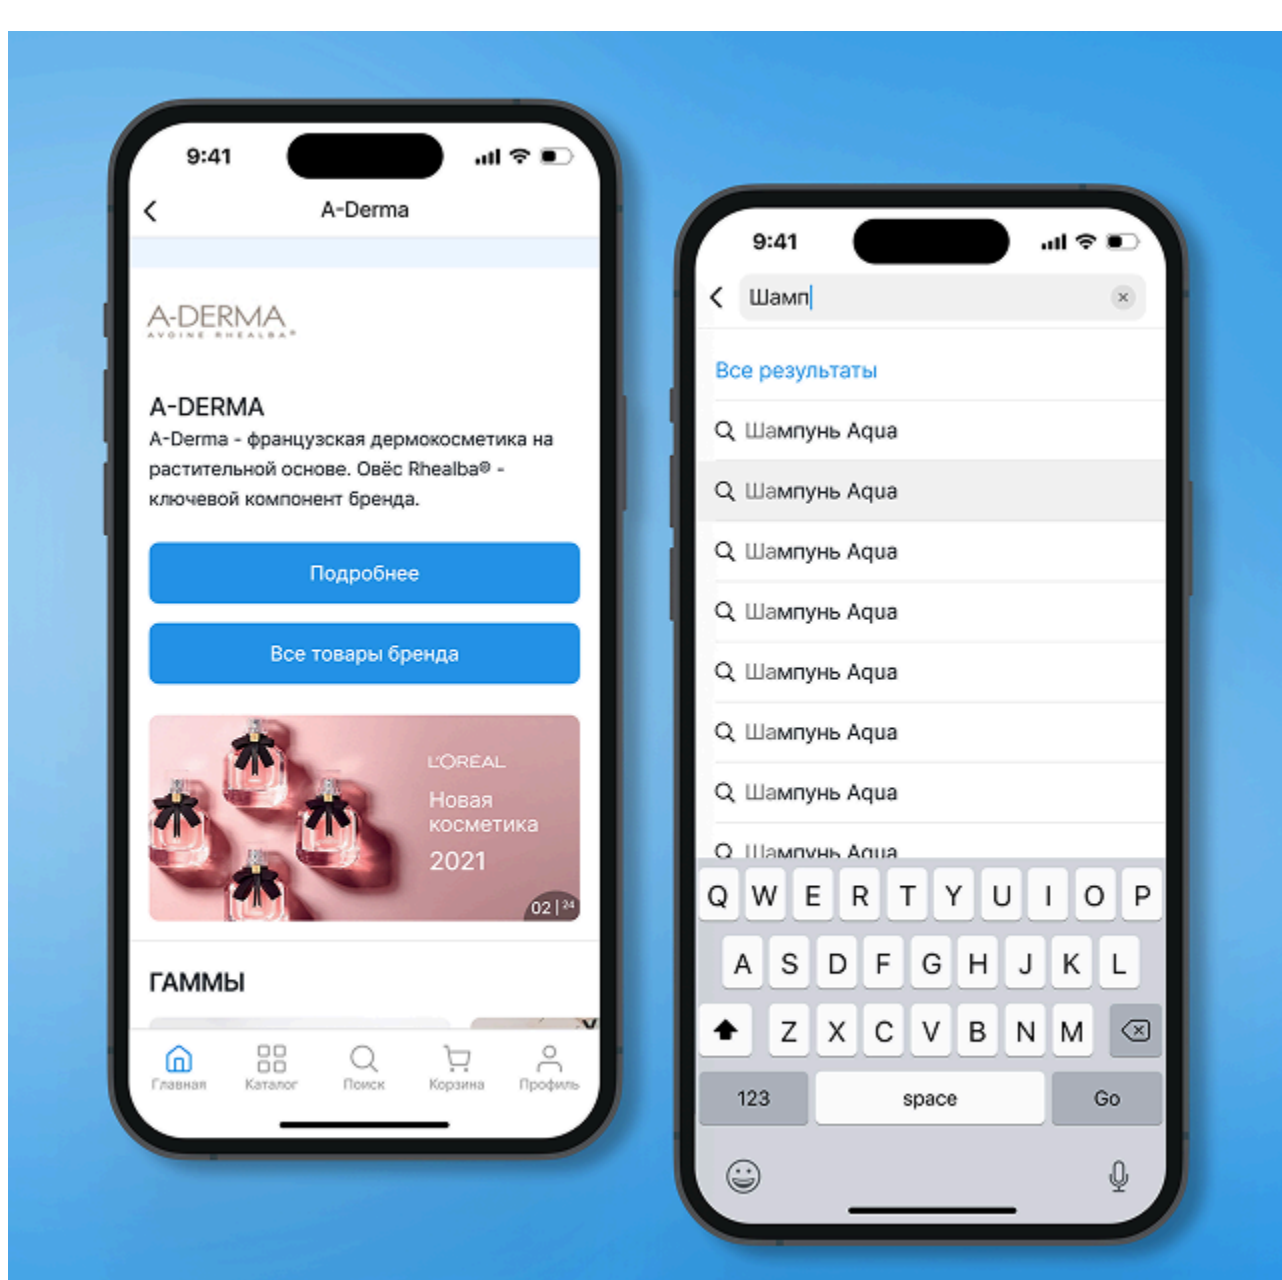 9:41
A-Derma
A-DERMA
AVOINE RHEALBA®
A-DERMA
A-Derma - французская дермокосметика на
растительной основе. Овёс Rhealba® -
ключевой компонент бренда.
Подробнее
Все товары бренда
L'ORÉAL
Новая
косметика
2021
02 | 24
ГАММЫ
Главная Каталог Поиск Корзина Профиль
9:41
Шамп
Все результаты
Шампунь Aqua
Шампунь Aqua
Шампунь Aqua
Шампунь Aqua
Шампунь Aqua
Шампунь Aqua
Шампунь Aqua
Шампунь Aqua
Q W E R T Y U I O P
A S D F G H J K L
Z X C V B N M
123 space Go